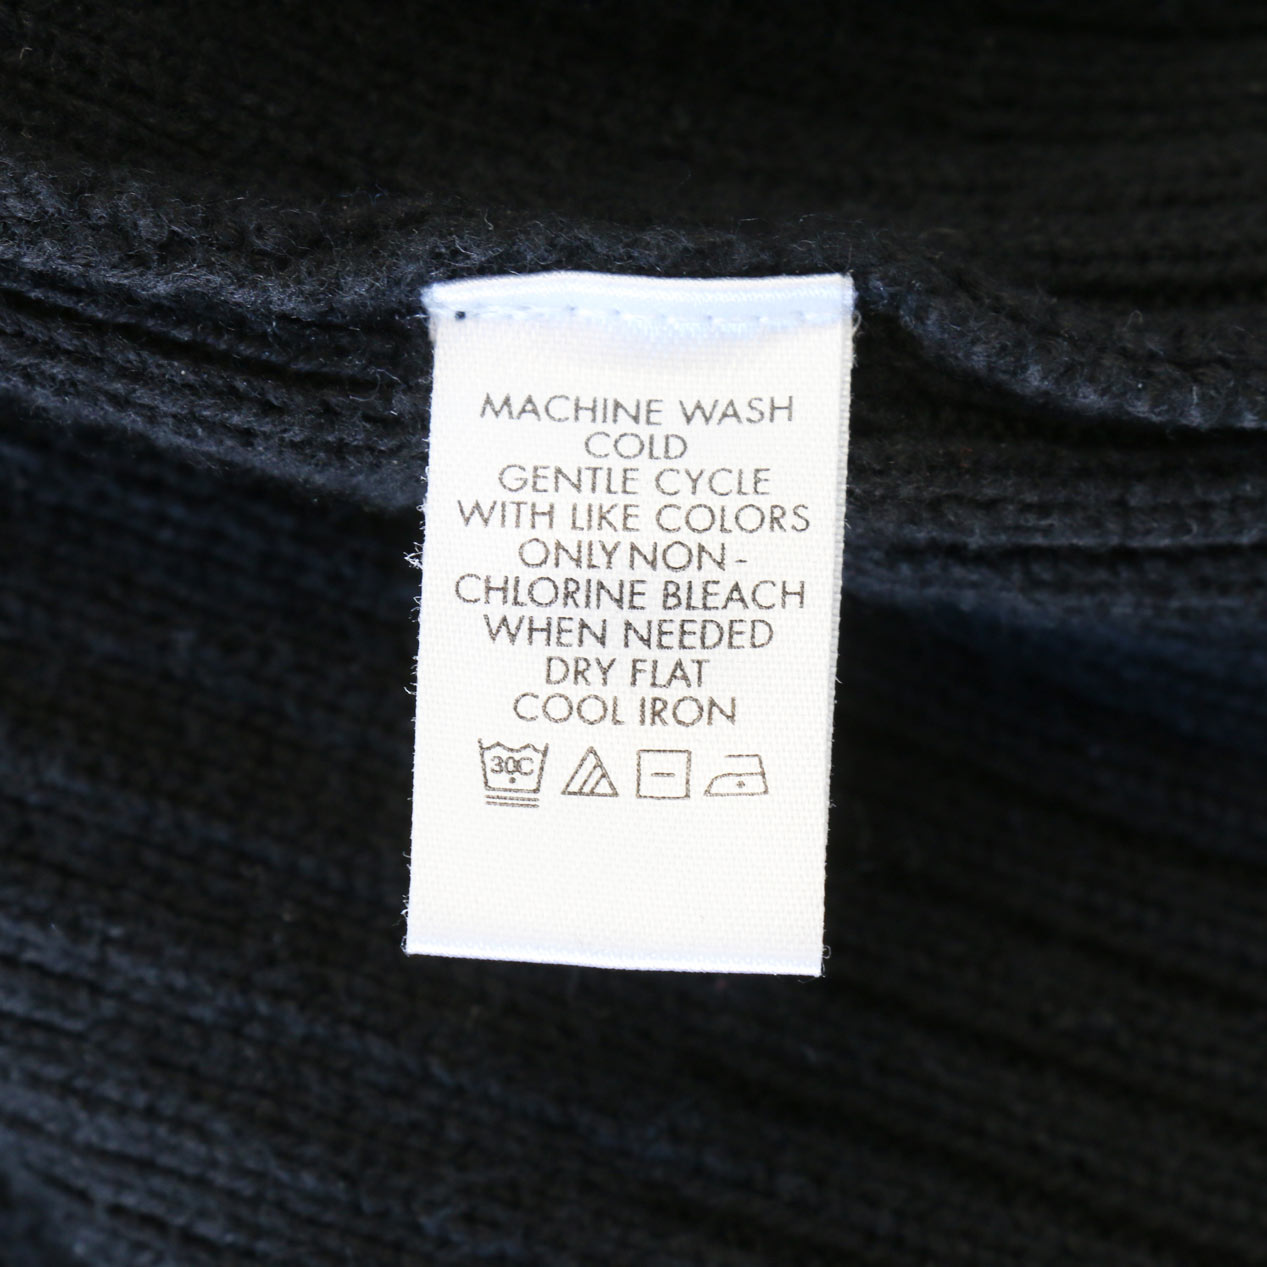 MACHINE WASH
COLD
GENTLE CYCLE
WITH LIKE COLORS
ONLY NON-
CHLORINE BLEACH
WHEN NEEDED
DRY FLAT
COOL IRON
30C